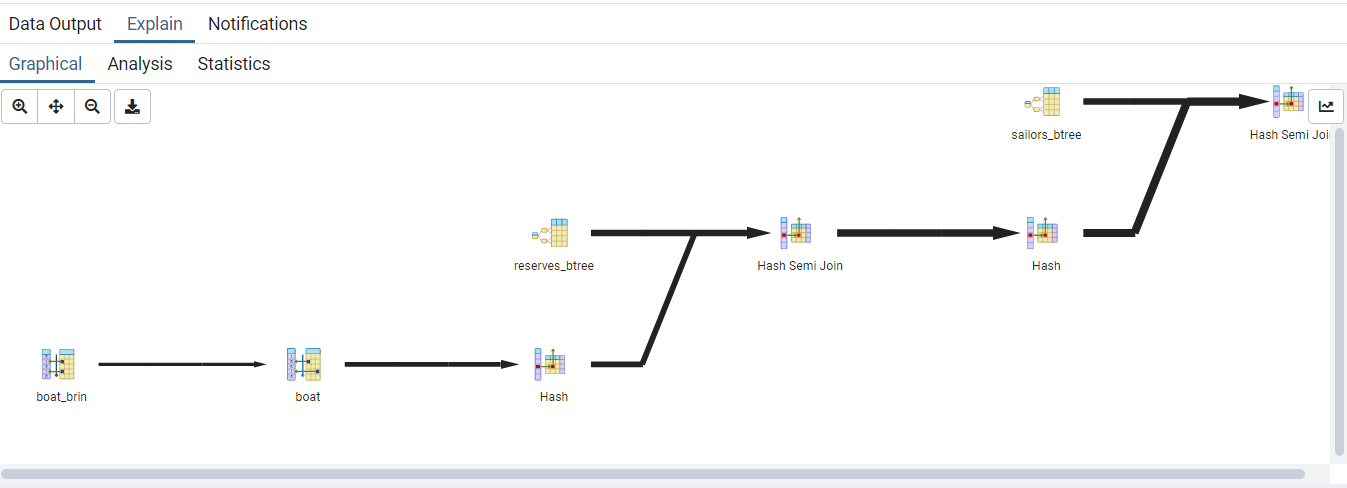 Data Output Explain Notifications
Graphical Analysis Statistics
sailors_btree
Hash Semi Joi
reserves_btree
Hash Semi Join
Hash
boat_brin
boat
Hash